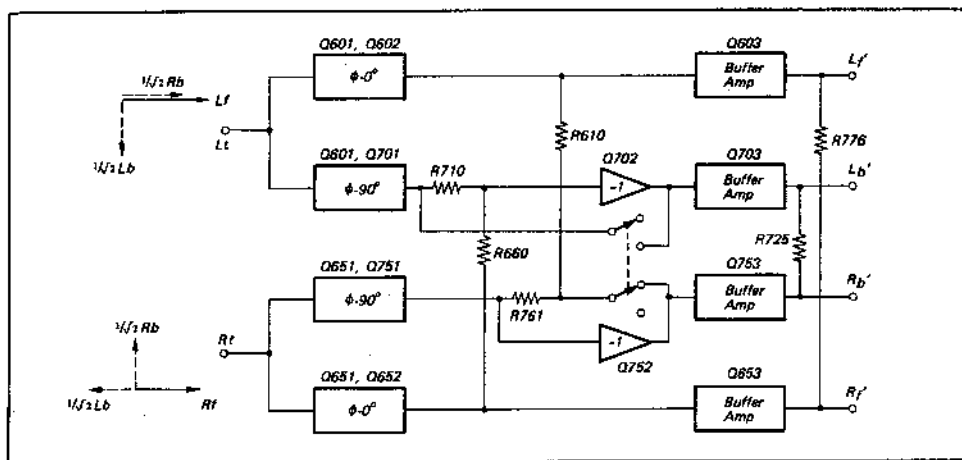 Q601, Q602
Q603
¹/√2 Rb
Lf
Lt
φ-0°
Buffer
Amp
Lf'
R610
R776
¹/√2 Lb
Q601, Q701
φ-90°
R710
Q702
-1
Q703
Buffer
Amp
Lb'
R660
R725
Q651, Q751
φ-90°
R761
Q753
Buffer
Amp
Rb'
¹/√2 Rb
Rt
-1
Q752
Q651, Q652
Q653
¹/√2 Lb
Rf
φ-0°
Buffer
Amp
Rf'